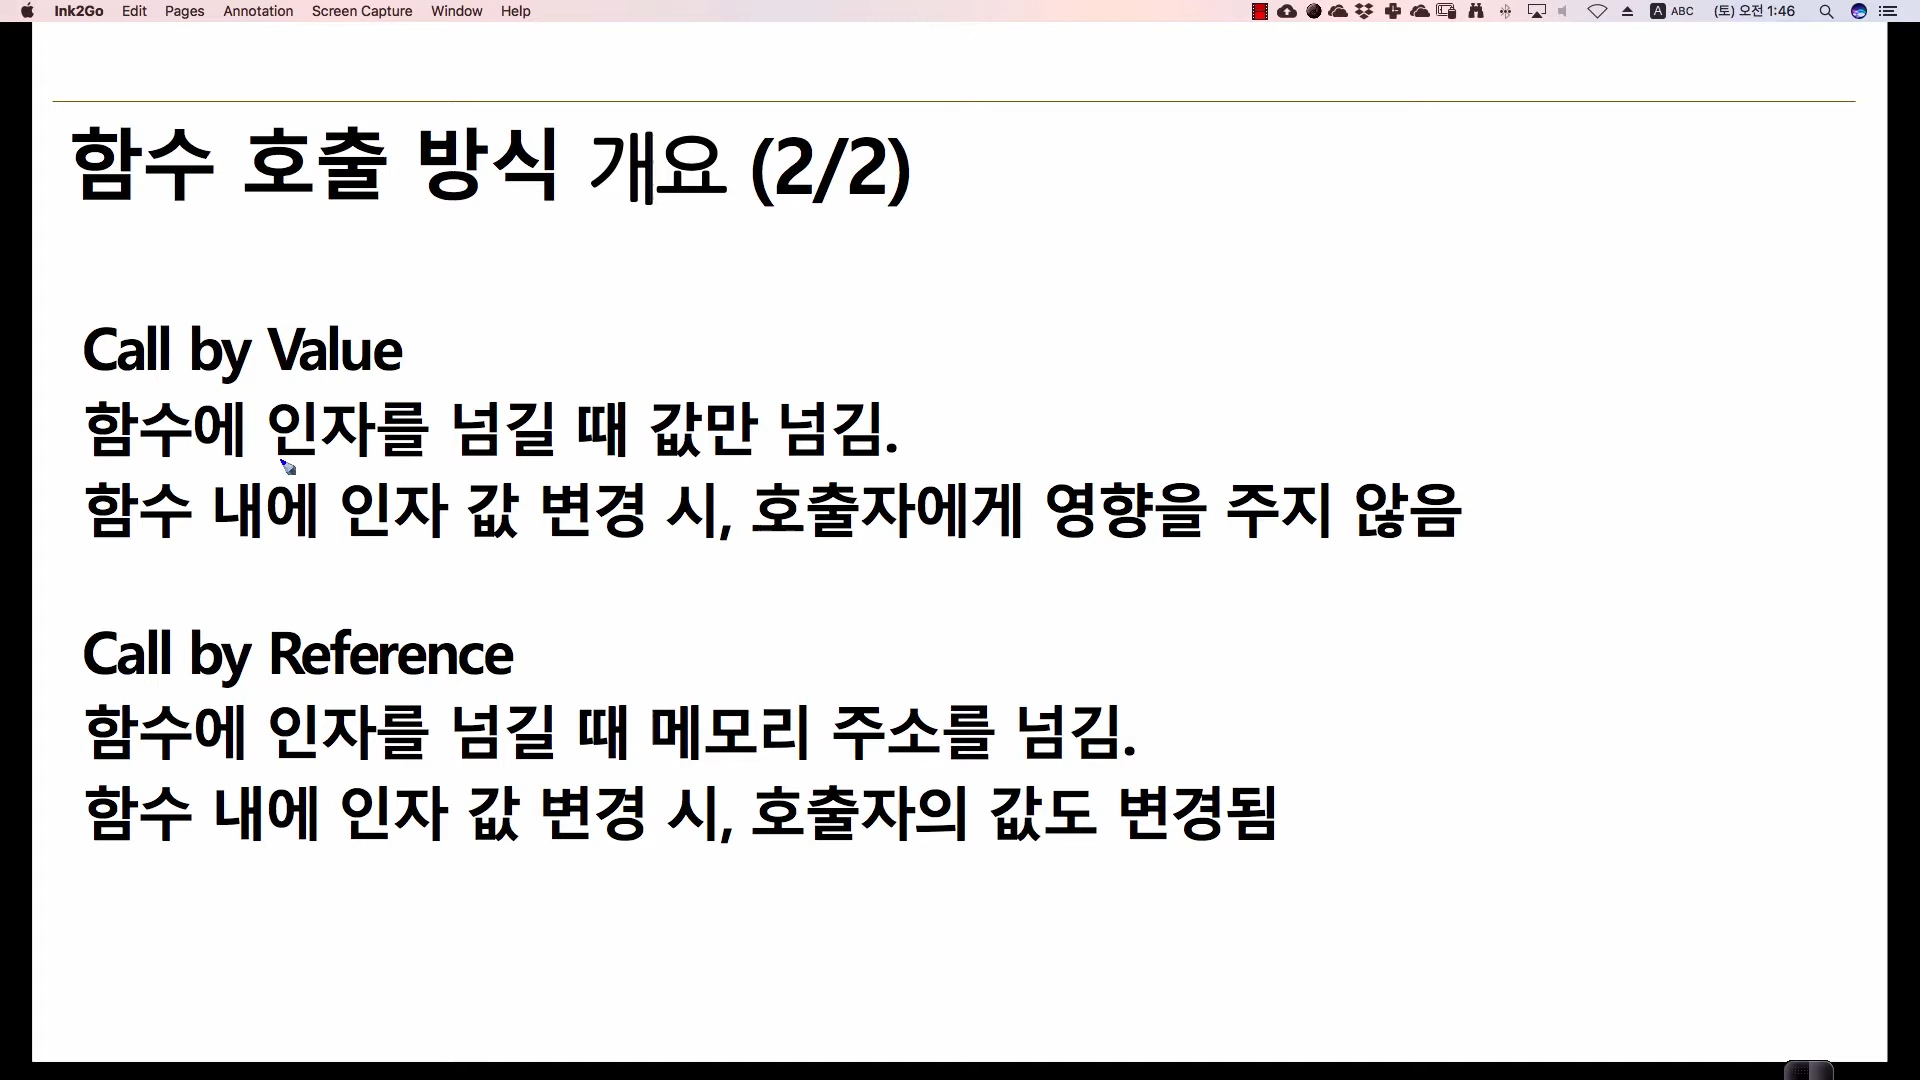 Ink2Go Edit Pages Annotation Screen Capture Window Help A ABC (토) 오전 1:46
함수 호출 방식 개요 (2/2)
Call by Value
함수에 인자를 넘길 때 값만 넘김.
함수 내에 인자 값 변경 시, 호출자에게 영향을 주지 않음
Call by Reference
함수에 인자를 넘길 때 메모리 주소를 넘김.
함수 내에 인자 값 변경 시, 호출자의 값도 변경됨